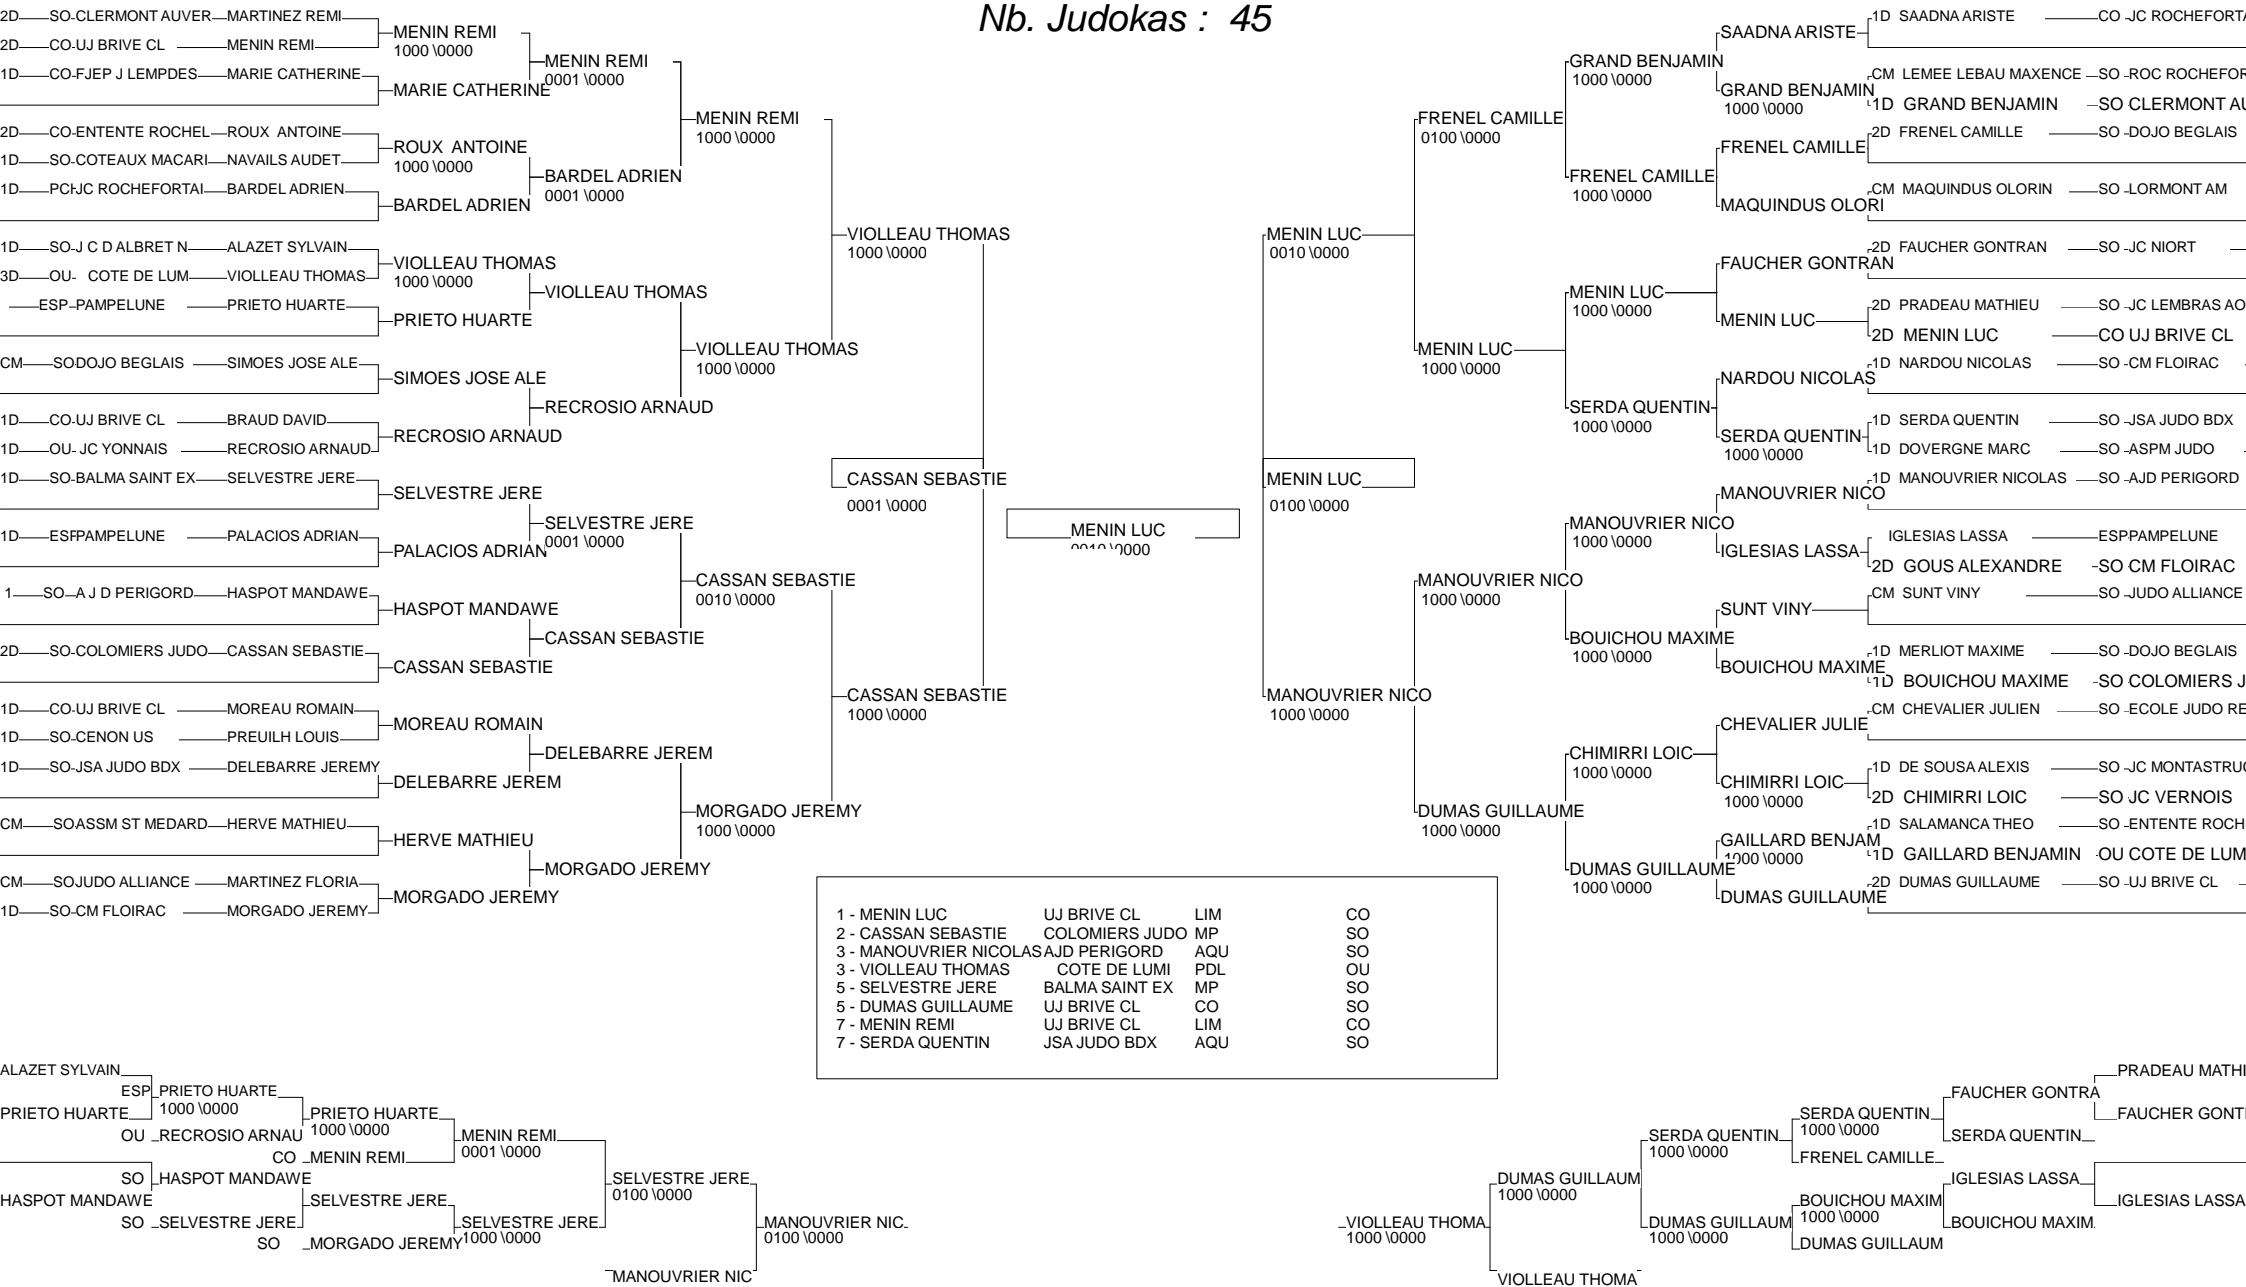 Nb. Judokas : 45
2D SO-CLERMONT AUVER MARTINEZ REMI
2D CO-UJ BRIVE CL MENIN REMI
1D CO-FJEP J LEMPDES MARIE CATHERINE
2D CO-ENTENTE ROCHEL ROUX ANTOINE
1D SO-COTEAUX MACARI NAVAILS AUDET
1D PCH-JC ROCHEFORTAI BARDEL ADRIEN
1D SO-J C D ALBRET N ALAZET SYLVAIN
3D OU- COTE DE LUM VIOLLEAU THOMAS
ESP-PAMPELUNE PRIETO HUARTE
CM SODOJO BEGLAIS SIMOES JOSE ALE
1D CO-UJ BRIVE CL BRAUD DAVID
1D OU- JC YONNAIS RECROSIO ARNAUD
1D SO-BALMA SAINT EX SELVESTRE JERE
1D ESPPAMPELUNE PALACIOS ADRIAN
1 SO A J D PERIGORD HASPOT MANDAWE
2D SO-COLOMIERS JUDO CASSAN SEBASTIE
1D CO-UJ BRIVE CL MOREAU ROMAIN
1D SO-CENON US PREUILH LOUIS
1D SO-JSA JUDO BDX DELEBARRE JEREMY
CM SOASSM ST MEDARD HERVE MATHIEU
CM SOJUDO ALLIANCE MARTINEZ FLORIA
1D SO-CM FLOIRAC MORGADO JEREMY
MENIN REMI
1000 \0000
MARIE CATHERINE
ROUX ANTOINE
1000 \0000
BARDEL ADRIEN
VIOLLEAU THOMAS
1000 \0000
PRIETO HUARTE
SIMOES JOSE ALE
RECROSIO ARNAUD
SELVESTRE JERE
PALACIOS ADRIAN
HASPOT MANDAWE
CASSAN SEBASTIE
MOREAU ROMAIN
DELEBARRE JEREM
HERVE MATHIEU
MORGADO JEREMY
MENIN REMI
0001 \0000
BARDEL ADRIEN
0001 \0000
VIOLLEAU THOMAS
RECROSIO ARNAUD
SELVESTRE JERE
0001 \0000
CASSAN SEBASTIE
DELEBARRE JEREM
MORGADO JEREMY
MENIN REMI
1000 \0000
VIOLLEAU THOMAS
1000 \0000
CASSAN SEBASTIE
0010 \0000
MORGADO JEREMY
1000 \0000
VIOLLEAU THOMAS
1000 \0000
CASSAN SEBASTIE
0001 \0000
CASSAN SEBASTIE
1000 \0000
MENIN LUC
0010 \0000
MENIN LUC
0010 \0000
MENIN LUC
0100 \0000
MANOUVRIER NICO
1000 \0000
FRENEL CAMILLE
0100 \0000
MENIN LUC
1000 \0000
MANOUVRIER NICO
1000 \0000
DUMAS GUILLAUME
1000 \0000
GRAND BENJAMIN
1000 \0000
FRENEL CAMILLE
1000 \0000
MENIN LUC
1000 \0000
SERDA QUENTIN
1000 \0000
MANOUVRIER NICO
1000 \0000
BOUICHOU MAXIME
1000 \0000
CHIMIRRI LOIC
1000 \0000
DUMAS GUILLAUME
1000 \0000
SAADNA ARISTE
GRAND BENJAMIN
1000 \0000
FRENEL CAMILLE
MAQUINDUS OLORI
FAUCHER GONTRAN
MENIN LUC
NARDOU NICOLAS
SERDA QUENTIN
1000 \0000
MANOUVRIER NICO
IGLESIAS LASSA
SUNT VINY
BOUICHOU MAXIME
CHEVALIER JULIE
CHIMIRRI LOIC
1000 \0000
GAILLARD BENJAM
1000 \0000
DUMAS GUILLAUME
1D SAADNA ARISTE CO -JC ROCHEFORTA
CM LEMEE LEBAU MAXENCE SO -ROC ROCHEFOR
1D GRAND BENJAMIN SO CLERMONT AU
2D FRENEL CAMILLE SO -DOJO BEGLAIS
CM MAQUINDUS OLORIN SO -LORMONT AM
2D FAUCHER GONTRAN SO -JC NIORT
2D PRADEAU MATHIEU SO -JC LEMBRAS AO
2D MENIN LUC CO UJ BRIVE CL
1D NARDOU NICOLAS SO -CM FLOIRAC
1D SERDA QUENTIN SO -JSA JUDO BDX
1D DOVERGNE MARC SO -ASPM JUDO
1D MANOUVRIER NICOLAS SO -AJD PERIGORD
IGLESIAS LASSA ESPPAMPELUNE
2D GOUS ALEXANDRE SO CM FLOIRAC
CM SUNT VINY SO -JUDO ALLIANCE
1D MERLIOT MAXIME SO -DOJO BEGLAIS
1D BOUICHOU MAXIME SO COLOMIERS J
CM CHEVALIER JULIEN SO -ECOLE JUDO RE
1D DE SOUSA ALEXIS SO -JC MONTASTRUC
2D CHIMIRRI LOIC SO JC VERNOIS
1D SALAMANCA THEO SO -ENTENTE ROCH
1D GAILLARD BENJAMIN OU COTE DE LUM
2D DUMAS GUILLAUME SO -UJ BRIVE CL
1 - MENIN LUC UJ BRIVE CL LIM CO
2 - CASSAN SEBASTIE COLOMIERS JUDO MP SO
3 - MANOUVRIER NICOLAS AJD PERIGORD AQU SO
3 - VIOLLEAU THOMAS COTE DE LUMI PDL OU
5 - SELVESTRE JERE BALMA SAINT EX MP SO
5 - DUMAS GUILLAUME UJ BRIVE CL CO SO
7 - MENIN REMI UJ BRIVE CL LIM CO
7 - SERDA QUENTIN JSA JUDO BDX AQU SO
ALAZET SYLVAIN
PRIETO HUARTE
HASPOT MANDAWE
ESP PRIETO HUARTE
1000 \0000
OU RECROSIO ARNAU
SO HASPOT MANDAWE
SO SELVESTRE JERE
PRIETO HUARTE
1000 \0000
CO MENIN REMI
SELVESTRE JERE
SO MORGADO JEREMY
MENIN REMI
0001 \0000
SELVESTRE JERE
1000 \0000
SELVESTRE JERE
0100 \0000
MANOUVRIER NIC
MANOUVRIER NIC
0100 \0000
VIOLLEAU THOMA
1000 \0000
DUMAS GUILLAUM
1000 \0000
VIOLLEAU THOMA
SERDA QUENTIN
1000 \0000
DUMAS GUILLAUM
1000 \0000
SERDA QUENTIN
1000 \0000
FRENEL CAMILLE
BOUICHOU MAXIM
1000 \0000
DUMAS GUILLAUM
FAUCHER GONTRA
SERDA QUENTIN
IGLESIAS LASSA
BOUICHOU MAXIM
PRADEAU MATHI
FAUCHER GONT
IGLESIAS LASSA